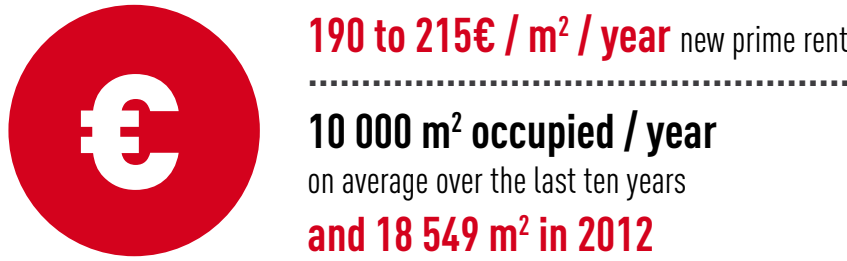 €
190 to 215€ / m² / year new prime rent
10 000 m² occupied / year
on average over the last ten years
and 18 549 m² in 2012